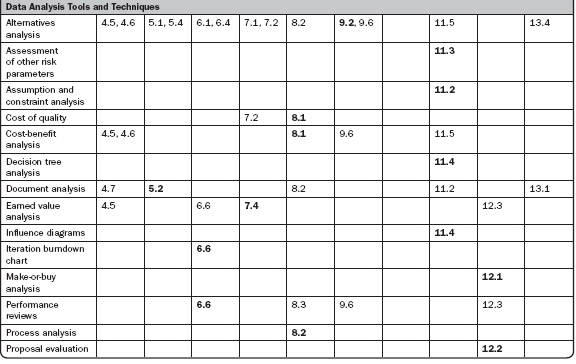 Data Analysis Tools and Techniques
Alternatives analysis 4.5, 4.6 5.1, 5.4 6.1, 6.4 7.1, 7.2 8.2 9.2, 9.6 11.5 13.4
Assessment of other risk parameters 11.3
Assumption and constraint analysis 11.2
Cost of quality 7.2 8.1
Cost-benefit analysis 4.5, 4.6 8.1 9.6 11.5
Decision tree analysis 11.4
Document analysis 4.7 5.2 8.2 11.2 13.1
Earned value analysis 4.5 6.6 7.4 12.3
Influence diagrams 11.4
Iteration burndown chart 6.6
Make-or-buy analysis 12.1
Performance reviews 6.6 8.3 9.6 12.3
Process analysis 8.2
Proposal evaluation 12.2